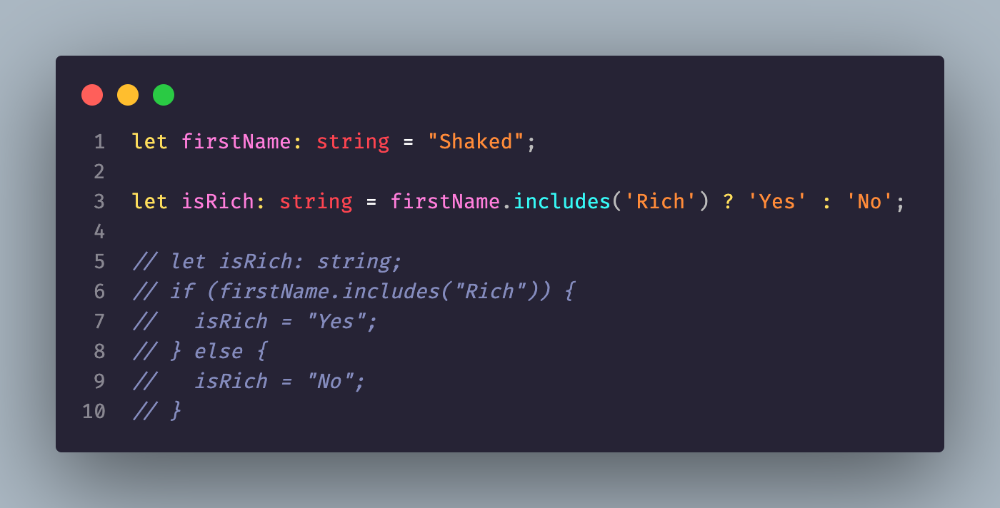 1 let firstName: string = "Shaked";
2
3 let isRich: string = firstName.includes('Rich') ? 'Yes' : 'No';
4
5 // let isRich: string;
6 // if (firstName.includes("Rich")) {
7 //   isRich = "Yes";
8 // } else {
9 //   isRich = "No";
10 // }